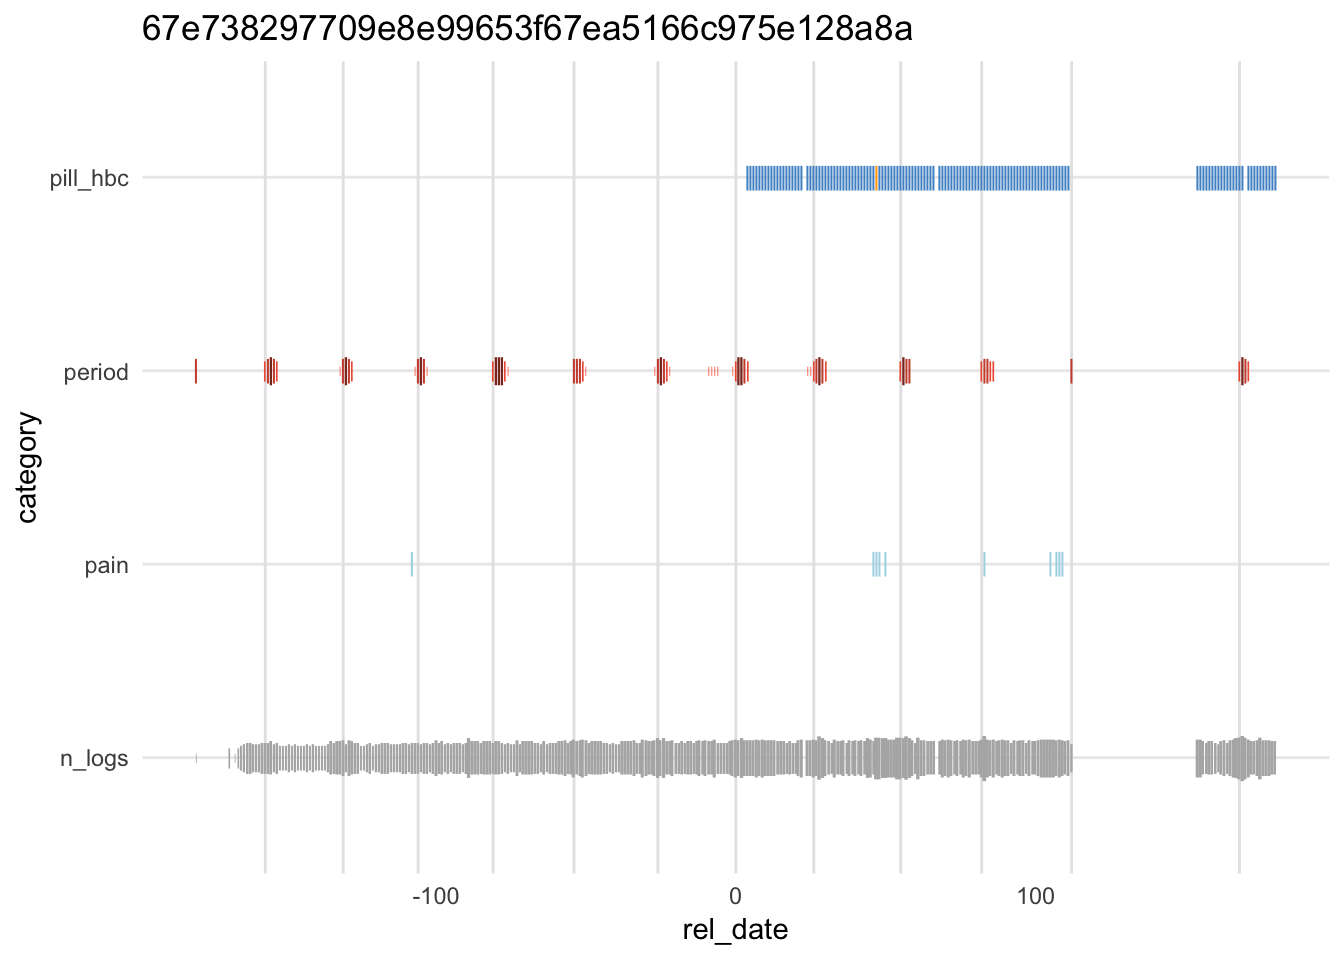 67e738297709e8e99653f67ea5166c975e128a8a
pill_hbc
period
pain
n_logs
category
-100 0 100
rel_date